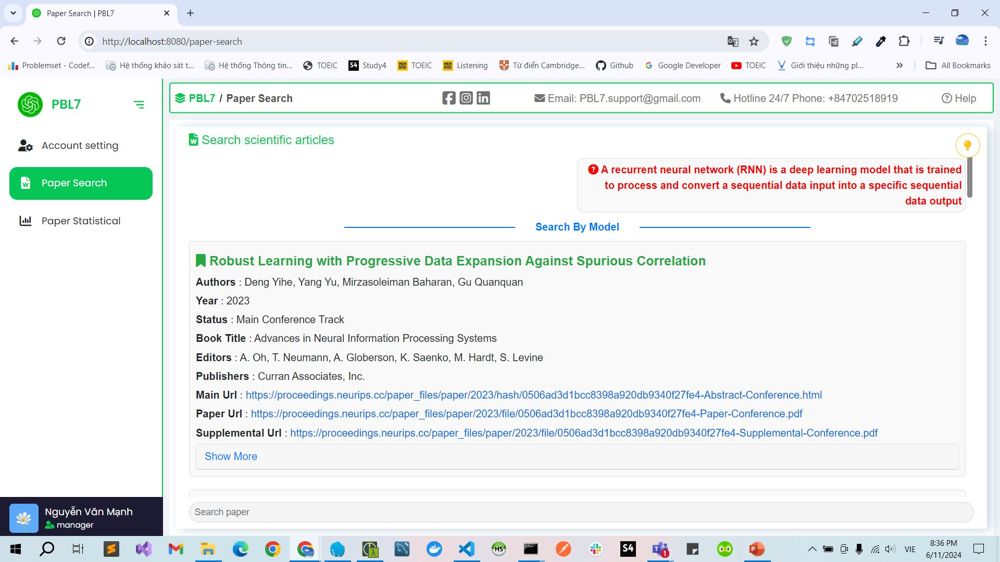 Paper Search | PBL7
http://localhost:8080/paper-search
Problemset - Codef...
Hệ thống khảo sát t...
Hệ thống Thông tin...
TOEIC
S4 Study4
MEM RISE TOEIC
MEM RISE Listening
Từ điển Cambridge...
Github
Google Developer
TOEIC
Giới thiệu những pl...
All Bookmarks
PBL7
Account setting
Paper Search
Paper Statistical
PBL7 / Paper Search
Email: PBL7.support@gmail.com
Hotline 24/7 Phone: +84702518919
Help
Search scientific articles
A recurrent neural network (RNN) is a deep learning model that is trained
to process and convert a sequential data input into a specific sequential
data output
Search By Model
Robust Learning with Progressive Data Expansion Against Spurious Correlation
Authors : Deng Yihe, Yang Yu, Mirzasoleiman Baharan, Gu Quanquan
Year : 2023
Status : Main Conference Track
Book Title : Advances in Neural Information Processing Systems
Editors : A. Oh, T. Neumann, A. Globerson, K. Saenko, M. Hardt, S. Levine
Publishers : Curran Associates, Inc.
Main Url : https://proceedings.neurips.cc/paper_files/paper/2023/hash/0506ad3d1bcc8398a920db9340f27fe4-Abstract-Conference.html
Paper Url : https://proceedings.neurips.cc/paper_files/paper/2023/file/0506ad3d1bcc8398a920db9340f27fe4-Paper-Conference.pdf
Supplemental Url : https://proceedings.neurips.cc/paper_files/paper/2023/file/0506ad3d1bcc8398a920db9340f27fe4-Supplemental-Conference.pdf
Show More
Search paper
Nguyễn Văn Mạnh
manager
HS
S4
1
VIE
8:36 PM
6/11/2024